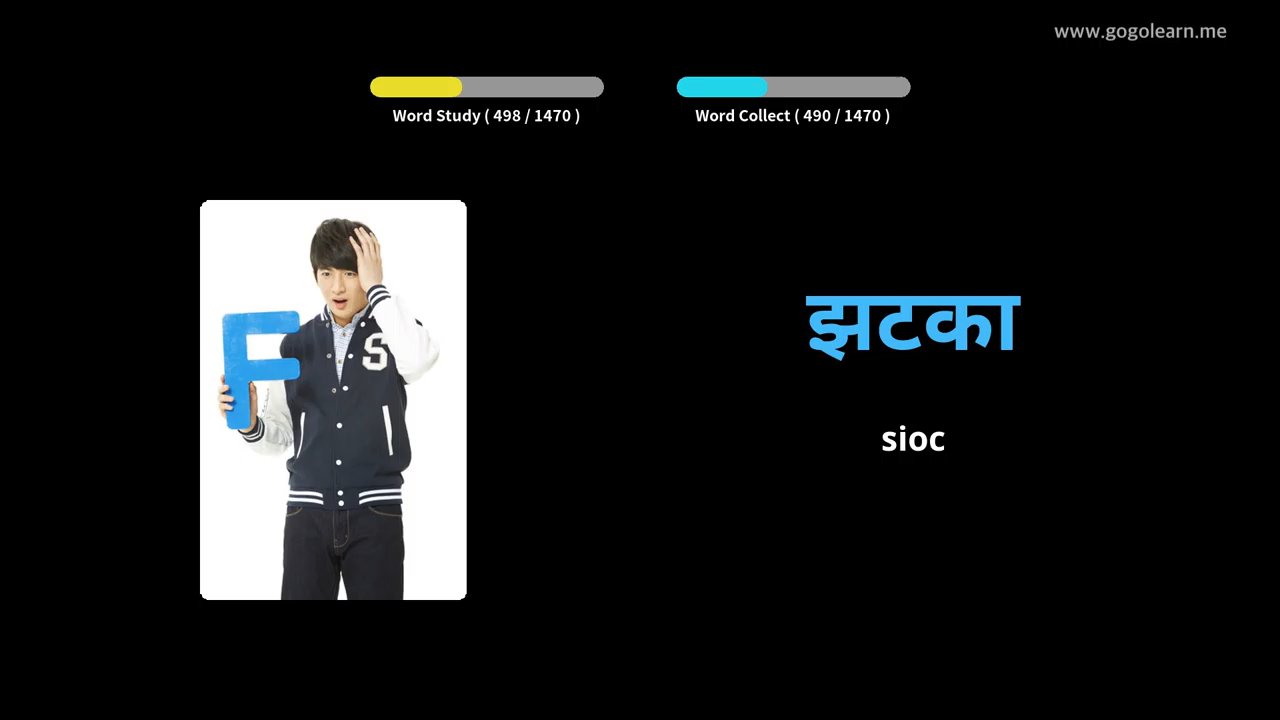 www.gogolearn.me
Word Study ( 498 / 1470 )
Word Collect ( 490 / 1470 )
F
S
झटका
sioc